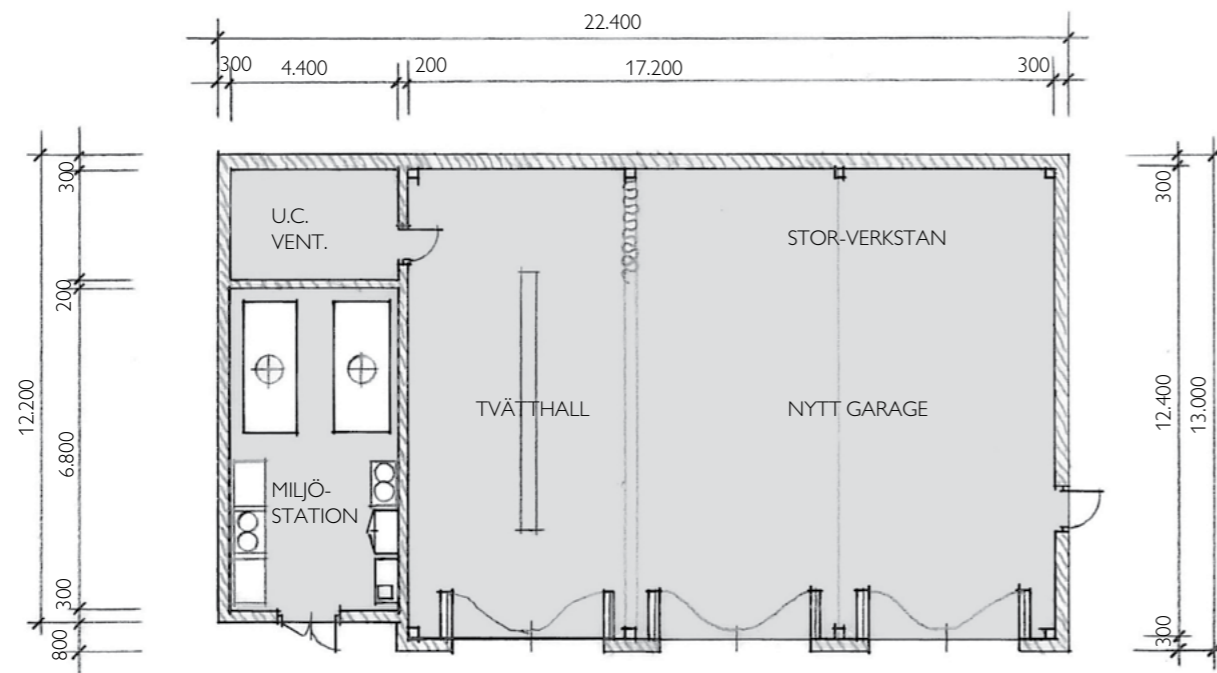 22.400
300 4.400 200 17.200 300
300
200
6.800
300
800
12.200
U.C.
VENT.
STOR-VERKSTAN
TVÄTTHALL
NYTT GARAGE
MILJÖ-
STATION
300
12.400
300
13.000